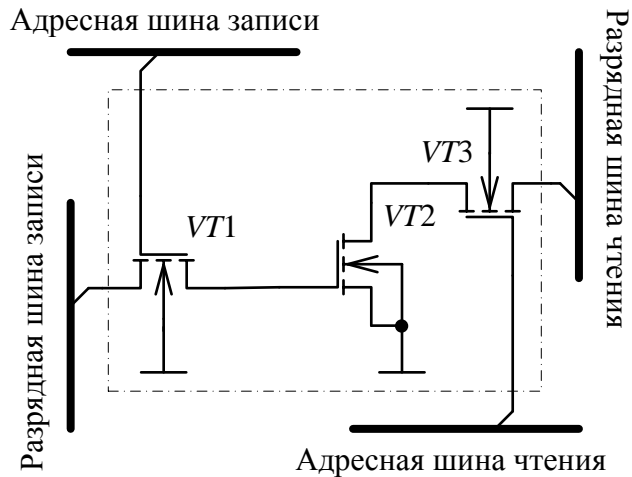 Адресная шина записи
Разрядная шина чтения
VT3
VT1
VT2
Разрядная шина записи
Адресная шина чтения